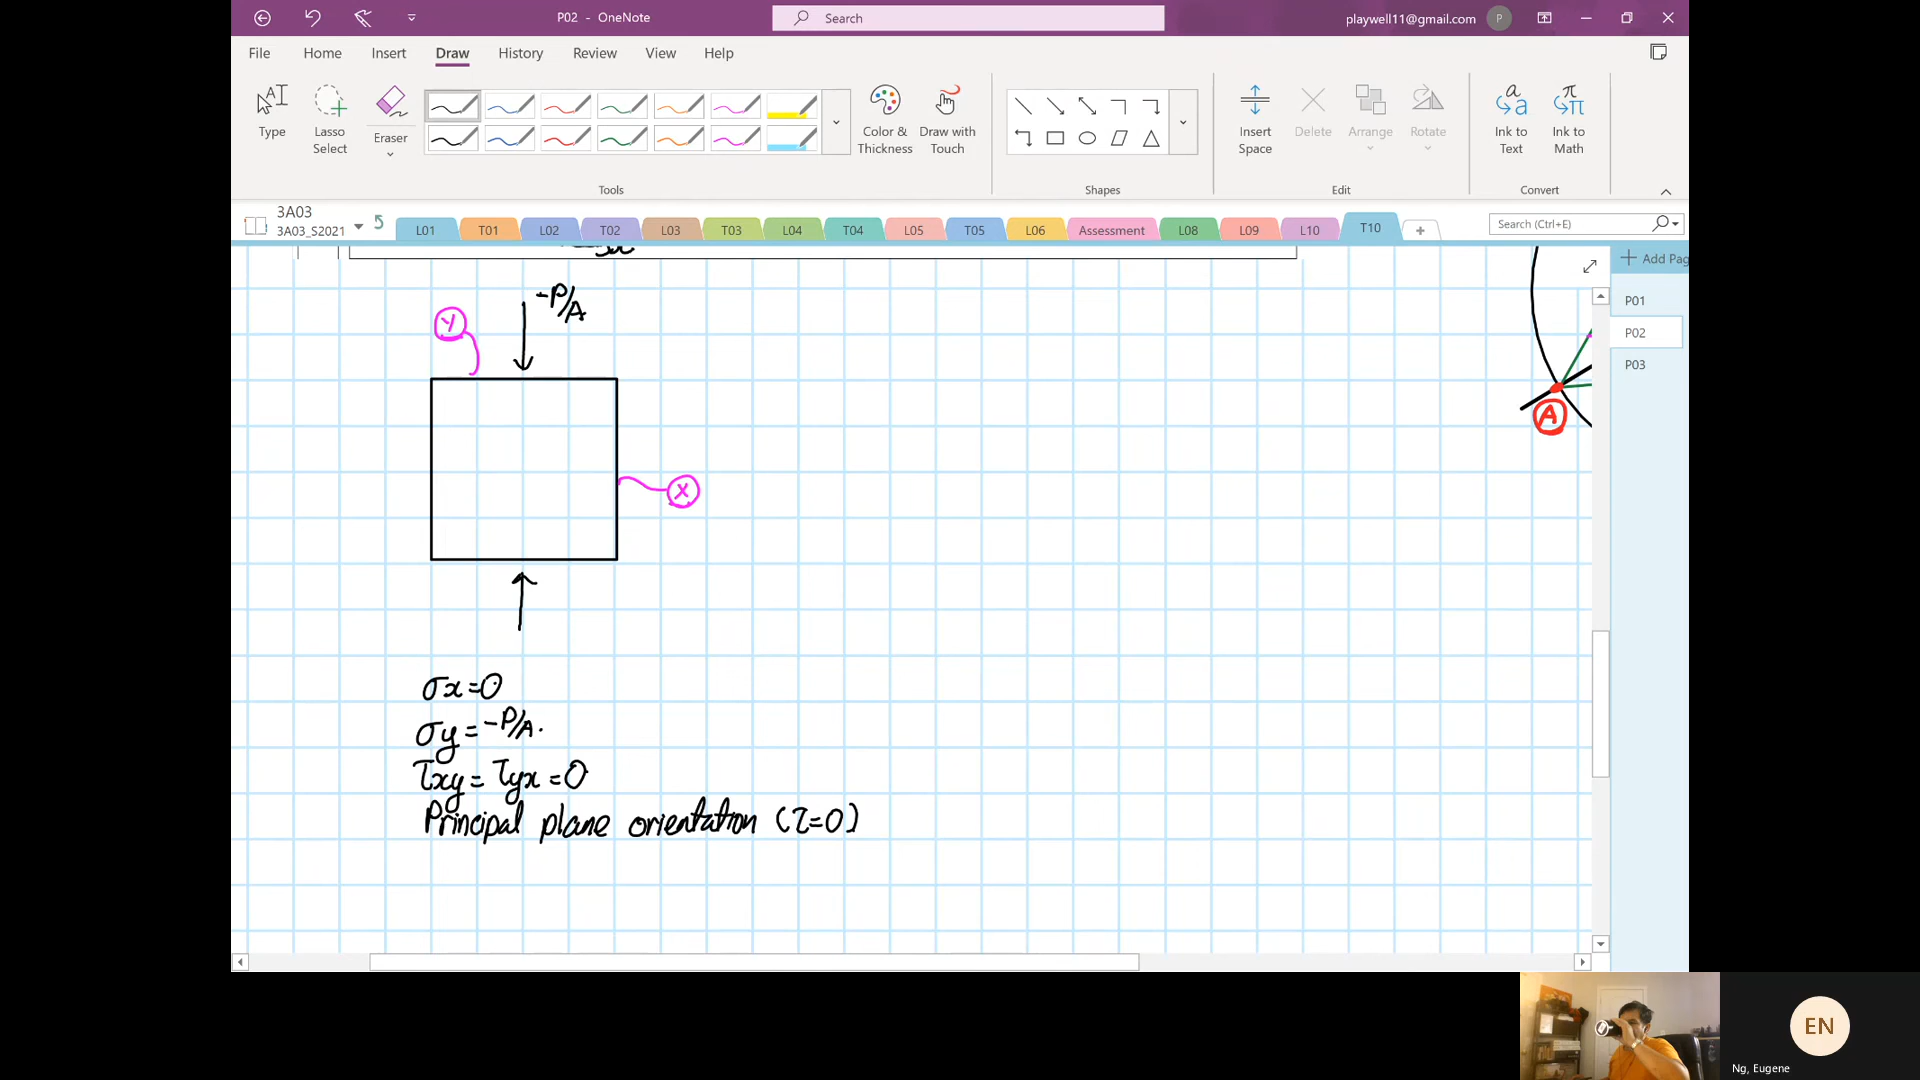 P02 - OneNote
Search
playwell11@gmail.com
P
File Home Insert Draw History Review View Help
Type
Lasso Select
Eraser
Color & Thickness
Draw with Touch
Insert Space
Delete
Arrange
Rotate
Ink to Text
Ink to Math
Tools
Shapes
Edit
Convert
3A03
3A03_S2021
L01 T01 L02 T02 L03 T03 L04 T04 L05 T05 L06 Assessment L08 L09 L10 T10
Search (Ctrl+E)
Add Pag
P01
P02
P03
-P/A
Y
X
A
σx=0
σy=-P/A.
τxy=τyx=0
Principal plane orientation (τ=0)
EN
Ng, Eugene